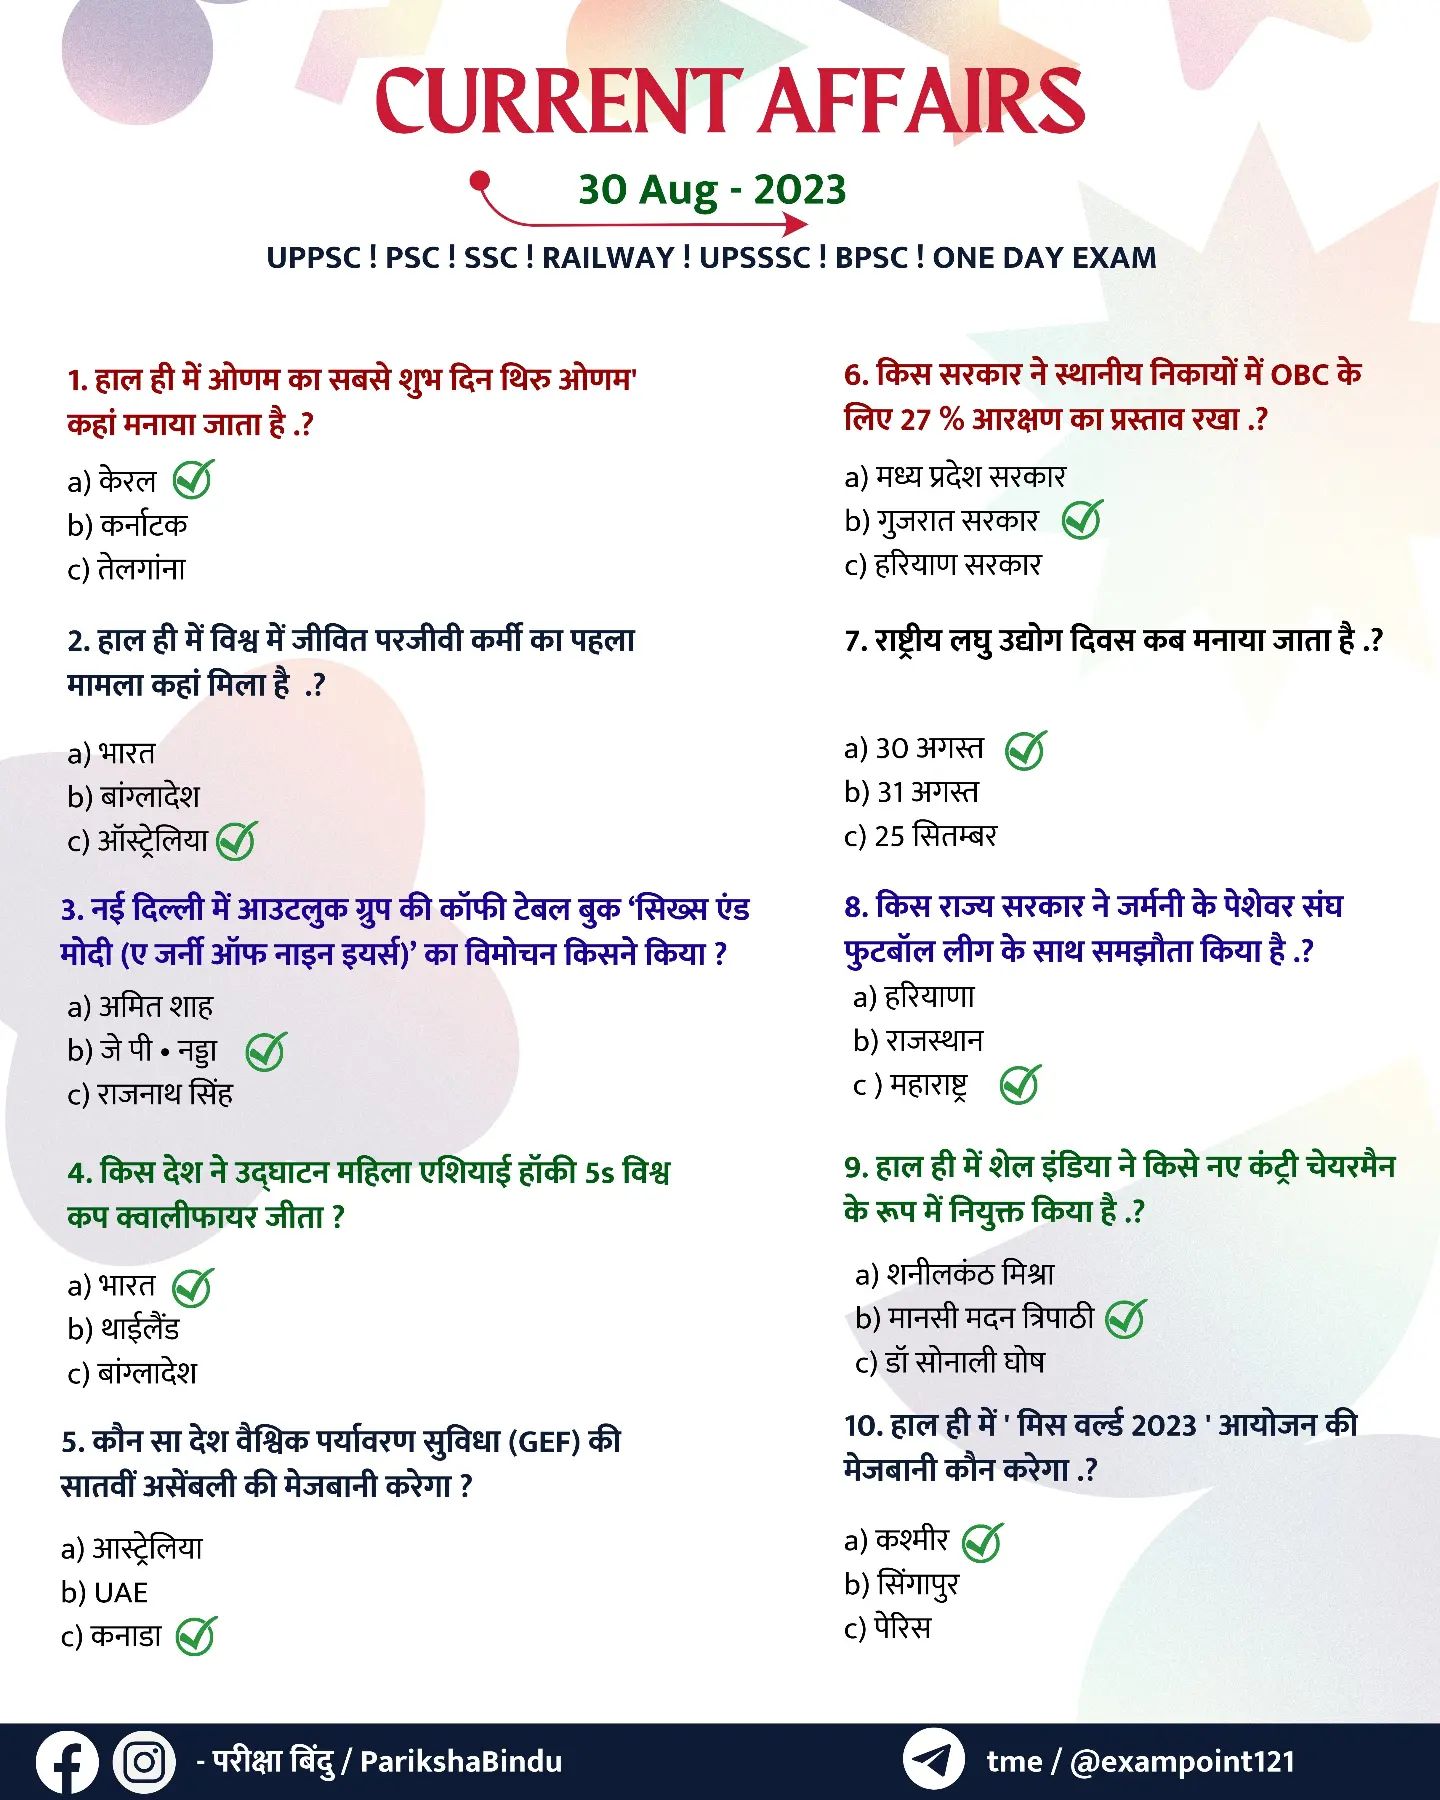 CURRENT AFFAIRS
30 Aug - 2023
UPPSC ! PSC ! SSC ! RAILWAY ! UPSSSC ! BPSC ! ONE DAY EXAM
1. हाल ही में ओणम का सबसे शुभ दिन थिरु ओणम'
कहां मनाया जाता है .?
a) केरल
b) कर्नाटक
c) तेलगांना
2. हाल ही में विश्व में जीवित परजीवी कर्मी का पहला
मामला कहां मिला है .?
a) भारत
b) बांग्लादेश
c) ऑस्ट्रेलिया
3. नई दिल्ली में आउटलुक ग्रुप की कॉफी टेबल बुक ‘सिख्स एंड
मोदी (ए जर्नी ऑफ नाइन इयर्स)’ का विमोचन किसने किया ?
a) अमित शाह
b) जे पी • नड्डा
c) राजनाथ सिंह
4. किस देश ने उद्घाटन महिला एशियाई हॉकी 5s विश्व
कप क्वालीफायर जीता ?
a) भारत
b) थाईलैंड
c) बांग्लादेश
5. कौन सा देश वैश्विक पर्यावरण सुविधा (GEF) की
सातवीं असेंबली की मेजबानी करेगा ?
a) आस्ट्रेलिया
b) UAE
c) कनाडा
6. किस सरकार ने स्थानीय निकायों में OBC के
लिए 27 % आरक्षण का प्रस्ताव रखा .?
a) मध्य प्रदेश सरकार
b) गुजरात सरकार
c) हरियाण सरकार
7. राष्ट्रीय लघु उद्योग दिवस कब मनाया जाता है .?
a) 30 अगस्त
b) 31 अगस्त
c) 25 सितम्बर
8. किस राज्य सरकार ने जर्मनी के पेशेवर संघ
फुटबॉल लीग के साथ समझौता किया है .?
a) हरियाणा
b) राजस्थान
c ) महाराष्ट्र
9. हाल ही में शेल इंडिया ने किसे नए कंट्री चेयरमैन
के रूप में नियुक्त किया है .?
a) शनीलकंठ मिश्रा
b) मानसी मदन त्रिपाठी
c) डॉ सोनाली घोष
10. हाल ही में ' मिस वर्ल्ड 2023 ' आयोजन की
मेजबानी कौन करेगा .?
a) कश्मीर
b) सिंगापुर
c) पेरिस
- परीक्षा बिंदु / ParikshaBindu
tme / @exampoint121